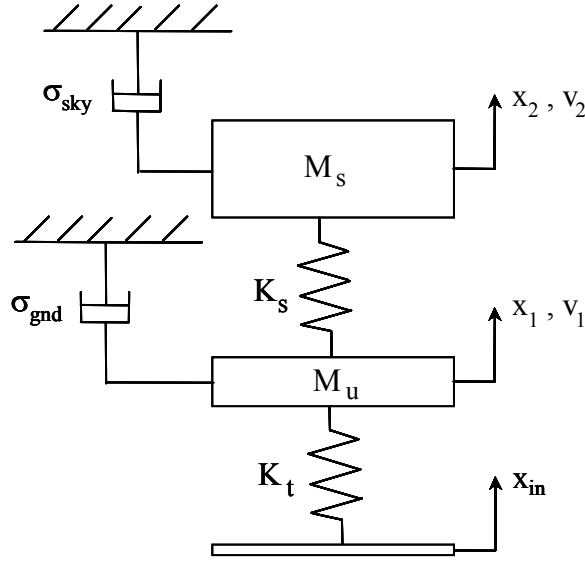 σsky
x2 , v2
Ms
σgnd
Ks
x1 , v1
Mu
Kt
xin